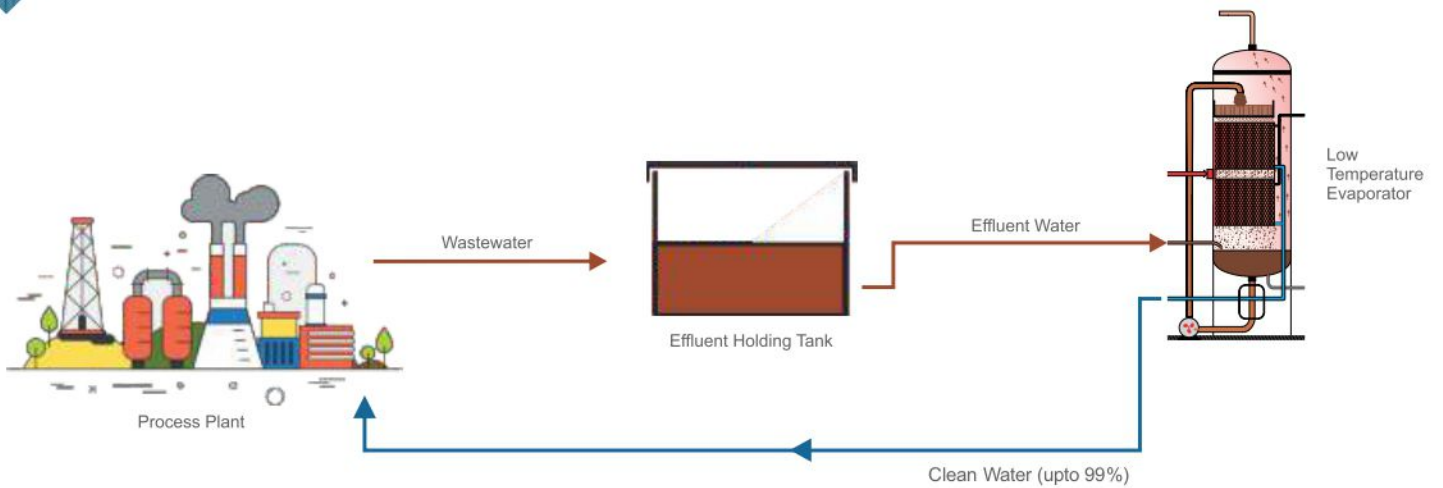 Low
Temperature
Evaporator
Wastewater
Effluent Water
Effluent Holding Tank
Process Plant
Clean Water (upto 99%)